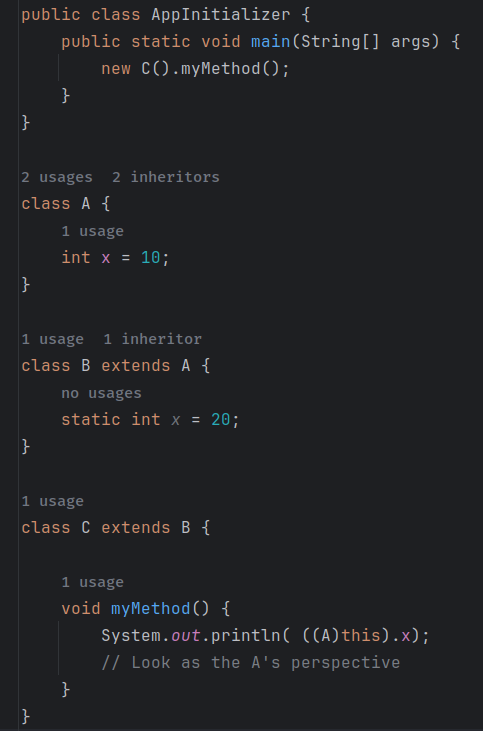 public class AppInitializer {
    public static void main(String[] args) {
        new C().myMethod();
    }
}
2 usages  2 inheritors
class A {
    1 usage
    int x = 10;
}
1 usage  1 inheritor
class B extends A {
    no usages
    static int x = 20;
}
1 usage
class C extends B {
    1 usage
    void myMethod() {
        System.out.println( ((A)this).x);
        // Look as the A's perspective
    }
}